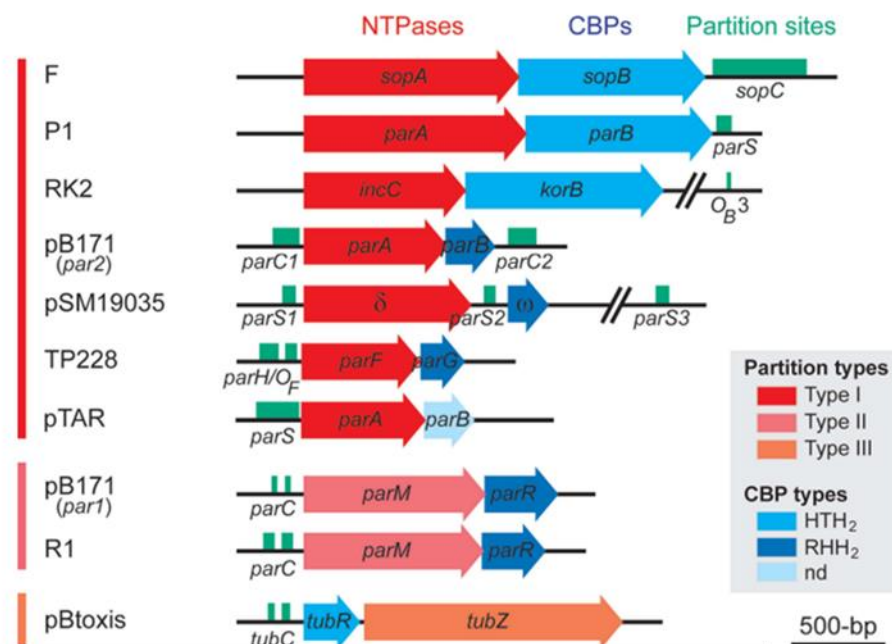 NTPases CBPs Partition sites
F sopA sopB sopC
P1 parA parB parS
RK2 incC korB OB3
pB171 parA parB
(par2) parC1 parC2
pSM19035 δ ω
parS1 parS2 parS3
TP228 parF parG
parH/OF
pTAR parA parB
parS
pB171 parM parR
(par1) parC
R1 parM parR
parC
pBtoxis tubR tubZ
tubC
Partition types
Type I
Type II
Type III
CBP types
HTH2
RHH2
nd
500-bp